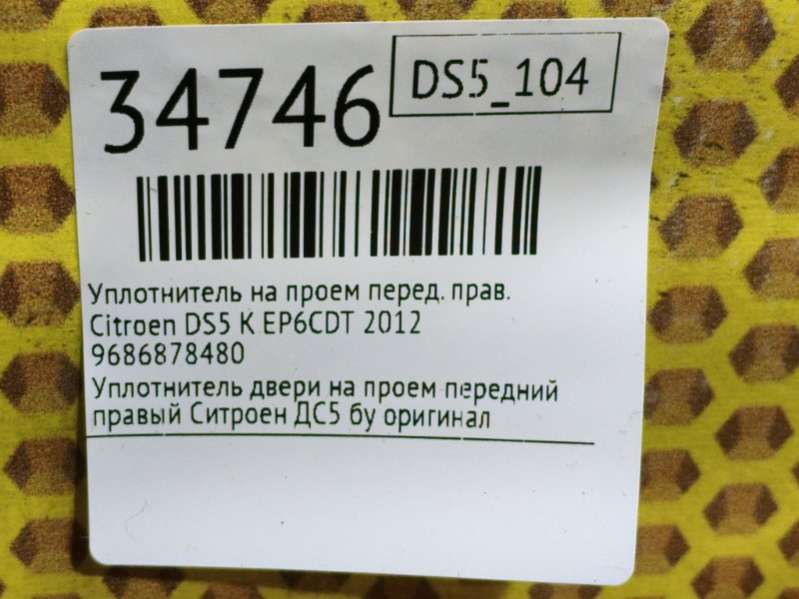 34746
DS5_104
Уплотнитель на проем перед. прав.
Citroen DS5 K EP6CDT 2012
9686878480
Уплотнитель двери на проем передний
правый Ситроен ДС5 бу оригинал